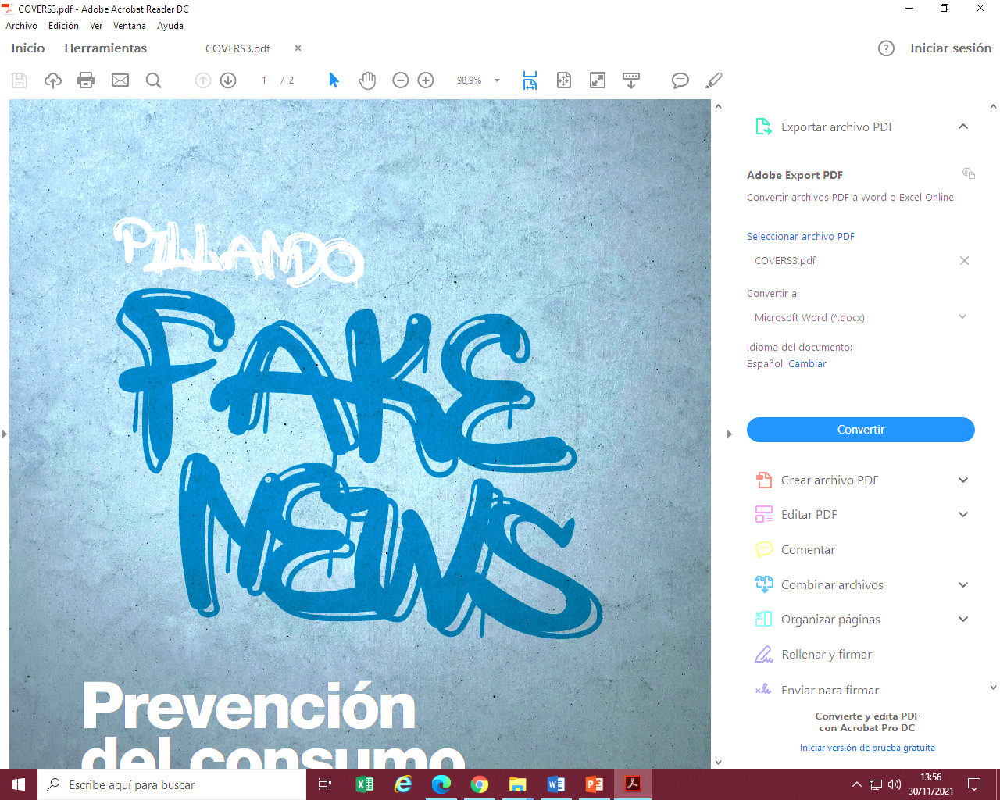 COVERS3.pdf - Adobe Acrobat Reader DC
Archivo Edición Ver Ventana Ayuda
Inicio Herramientas COVERS3.pdf Iniciar sesión
1 / 2 98,9%
PILLANDO
FAKE
NEWS
Prevención
del consumo
Exportar archivo PDF
Adobe Export PDF
Convertir archivos PDF a Word o Excel Online
Seleccionar archivo PDF
COVERS3.pdf
Convertir a
Microsoft Word (*.docx)
Idioma del documento:
Español Cambiar
Convertir
Crear archivo PDF
Editar PDF
Comentar
Combinar archivos
Organizar páginas
Rellenar y firmar
Enviar para firmar
Convierte y edita PDF
con Acrobat Pro DC
Iniciar versión de prueba gratuita
Escribe aquí para buscar
13:56
30/11/2021